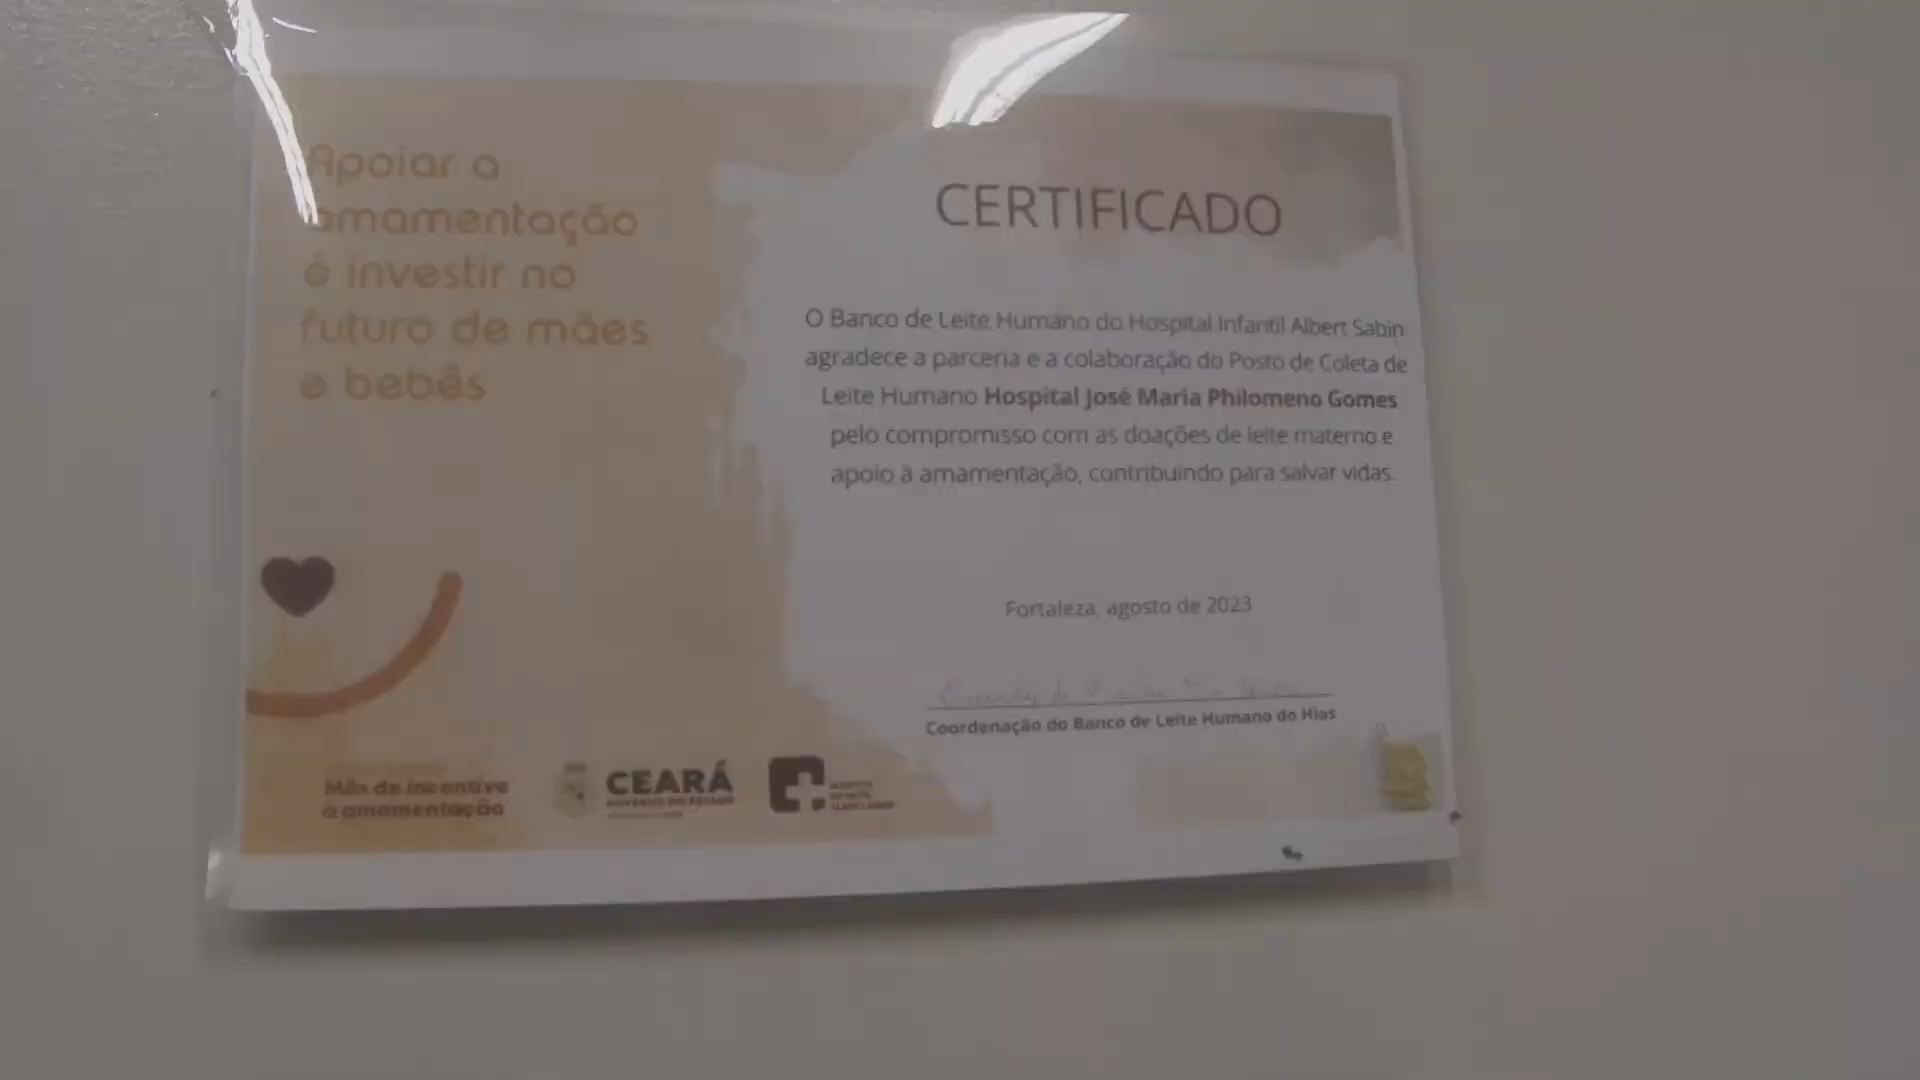 Apoiar a
amamentação
é investir no
futuro de mães
e bebês
CERTIFICADO
O Banco de Leite Humano do Hospital Infantil Albert Sabin
agradece a parceria e a colaboração do Posto de Coleta de
Leite Humano Hospital José Maria Philomeno Gomes
pelo compromisso com as doações de leite materno e
apoio à amamentação, contribuindo para salvar vidas.
Fortaleza, agosto de 2023
Coordenação do Banco de Leite Humano do Hias
Mês de incentivo
à amamentação
CEARÁ
GOVERNO DO ESTADO